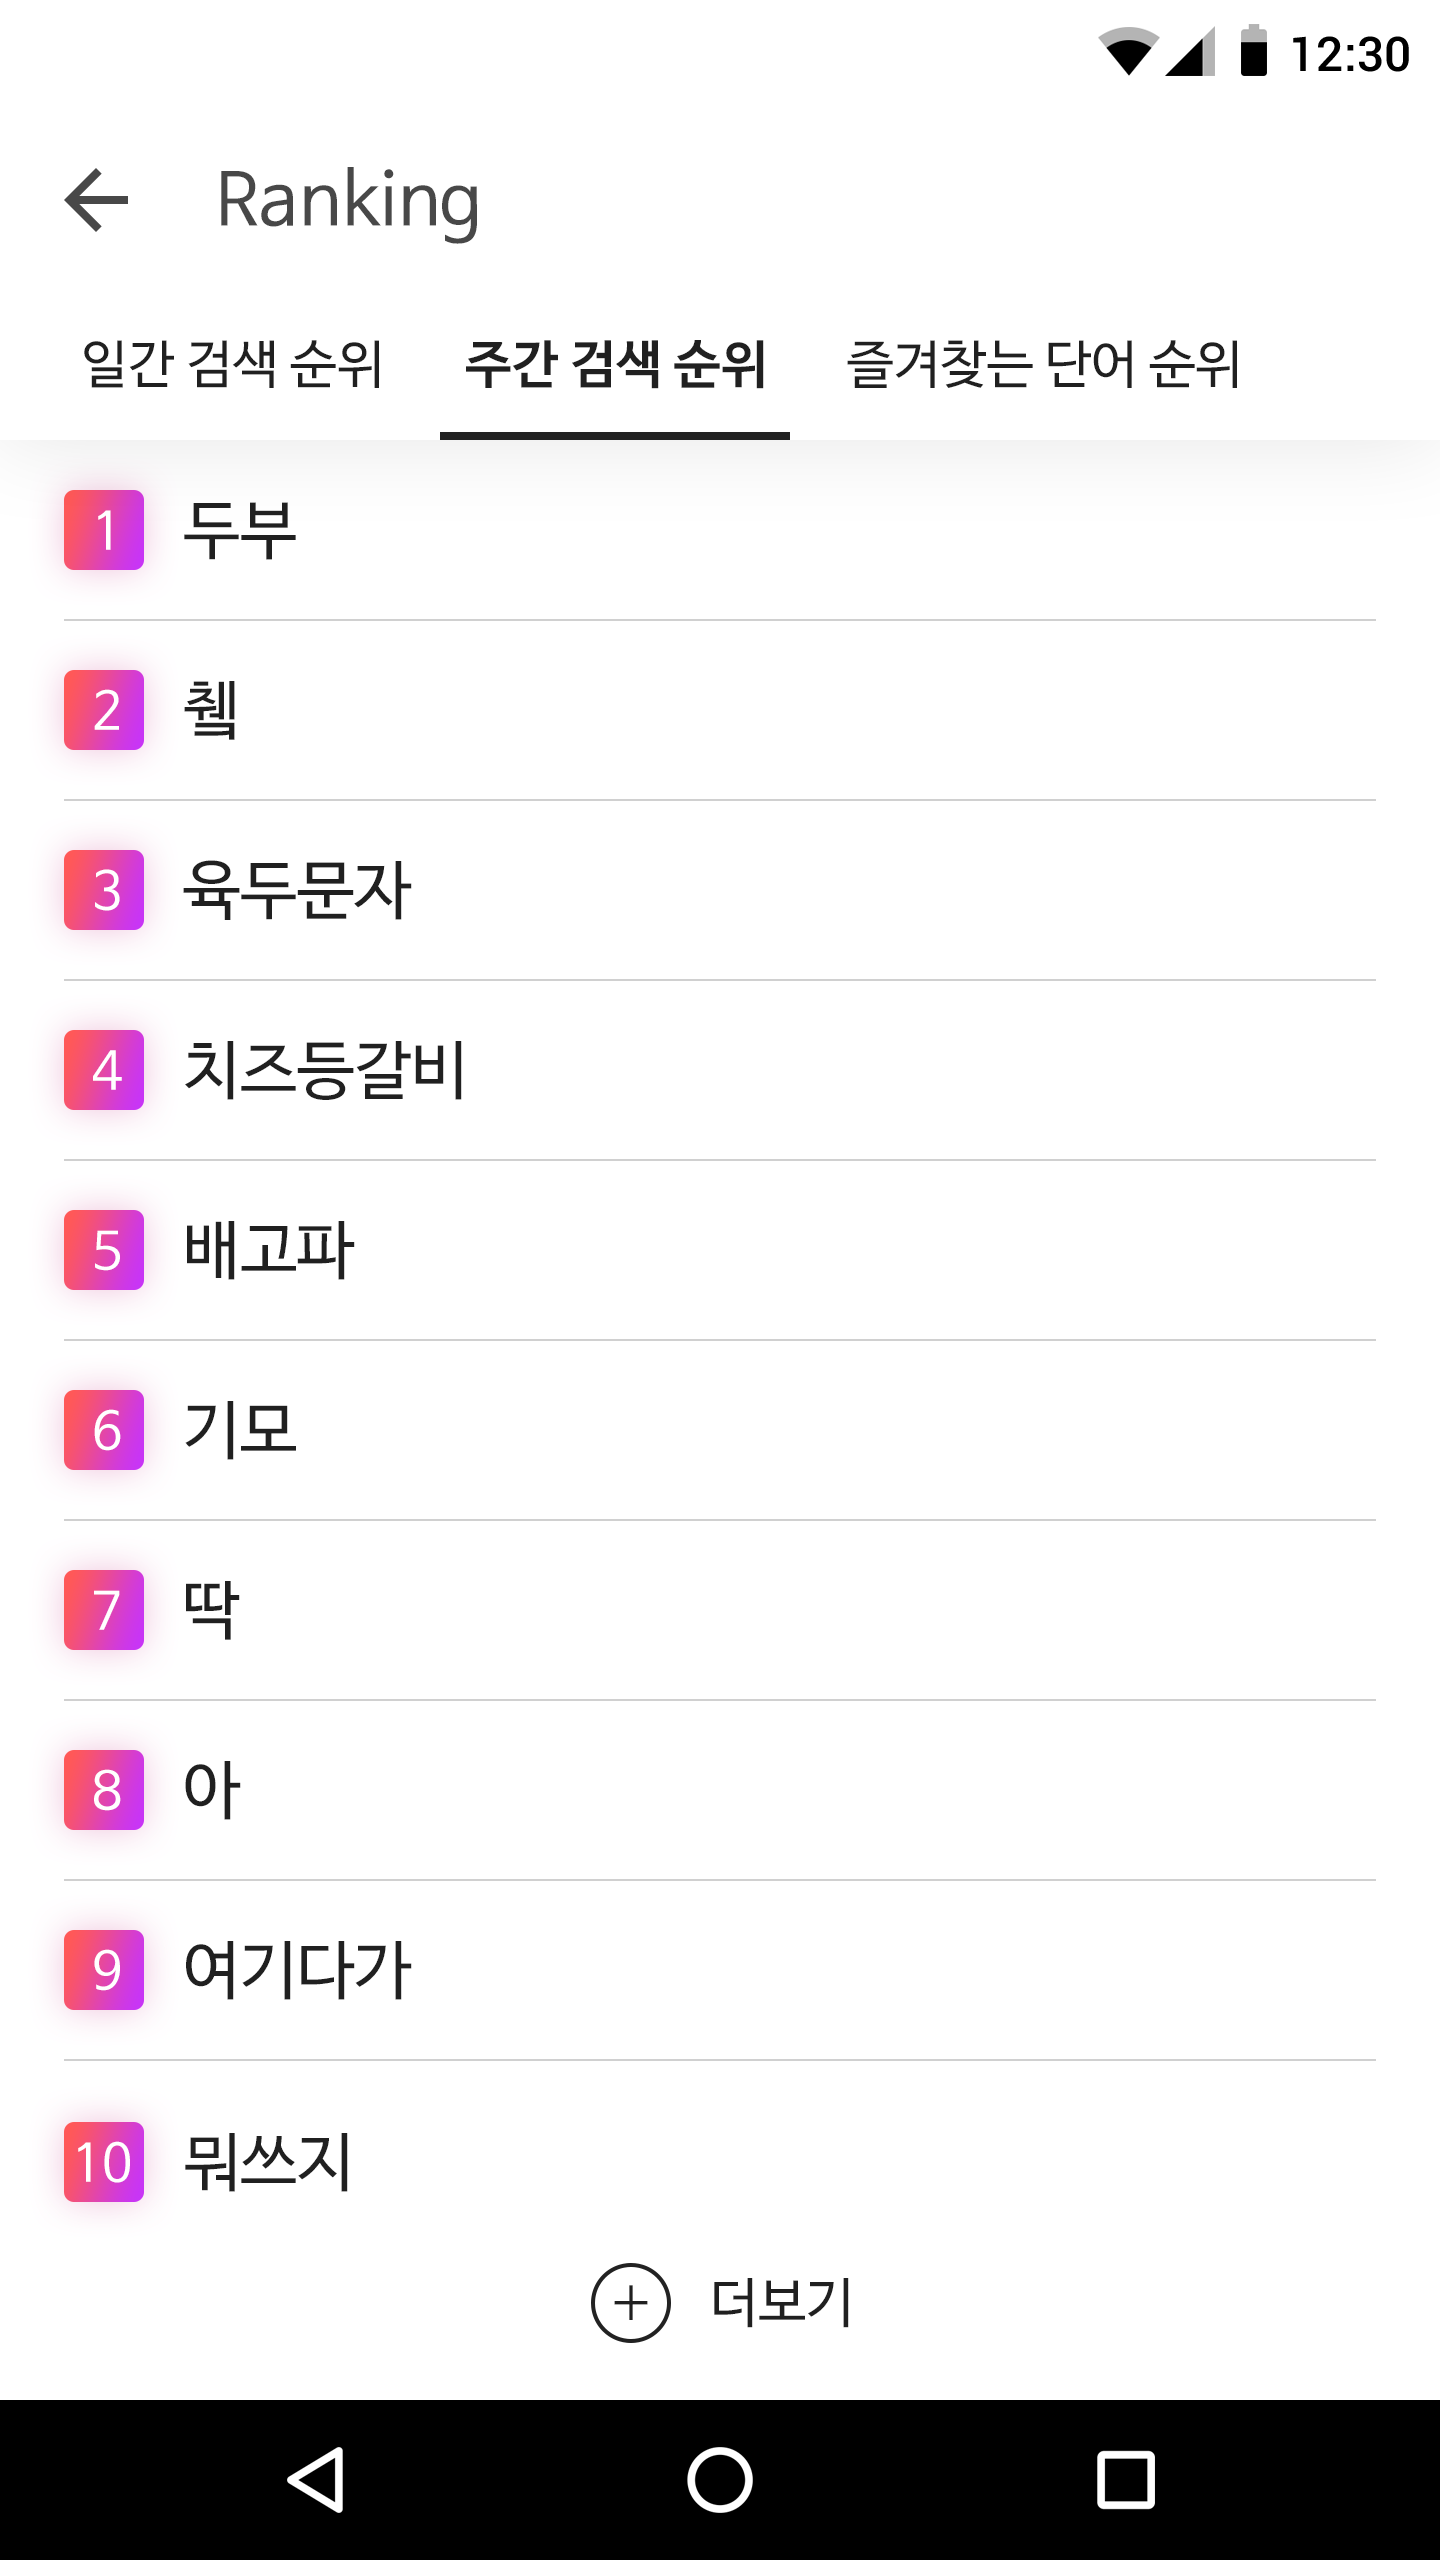 12:30
Ranking
일간 검색 순위 주간 검색 순위 즐겨찾는 단어 순위
1 두부
2
3 육두문자
4 치즈등갈비
5 배고파
6 기모
7 딱
8 아
9 여기다가
10 뭐쓰지
더보기